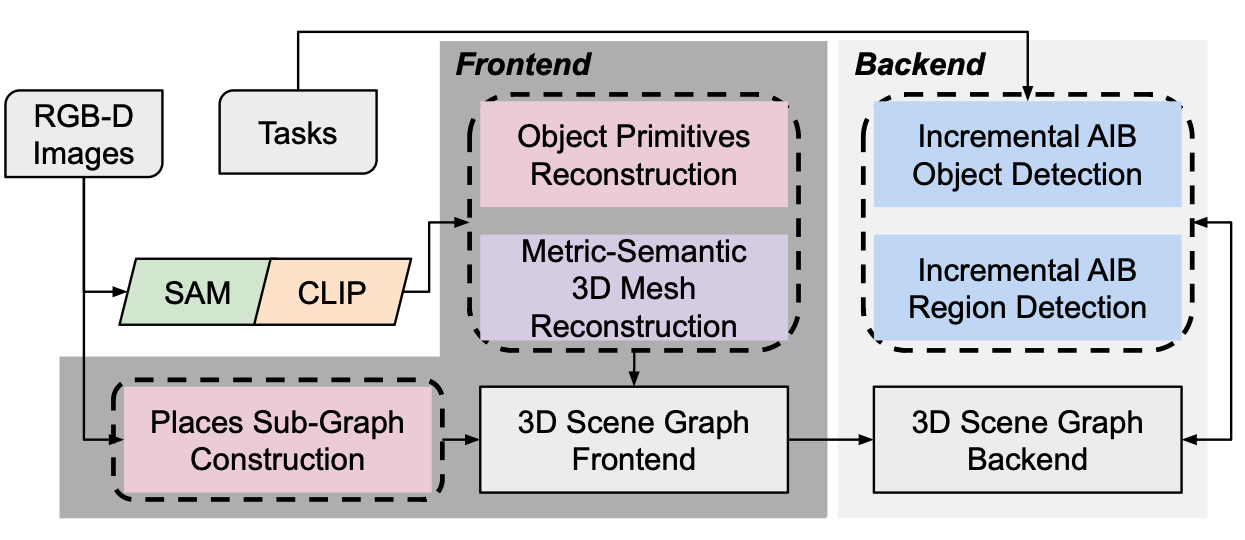 Frontend
Backend
RGB-D
Images
Tasks
Object Primitives
Reconstruction
Incremental AIB
Object Detection
Metric-Semantic
3D Mesh
Reconstruction
Incremental AIB
Region Detection
SAM
CLIP
Places Sub-Graph
Construction
3D Scene Graph
Frontend
3D Scene Graph
Backend